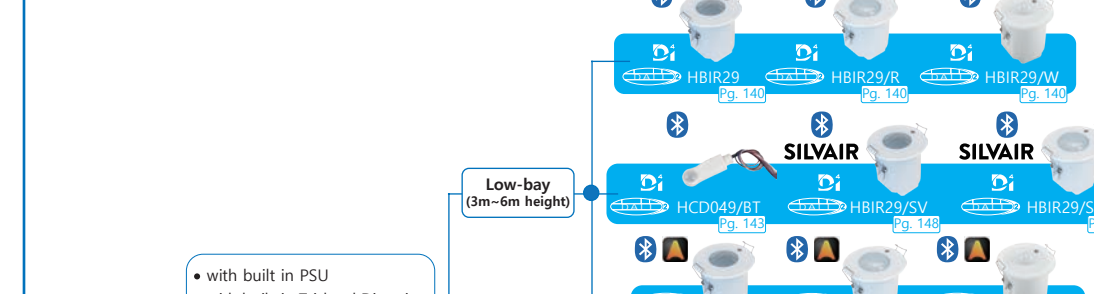 HBIR29
HBIR29/R
HBIR29/W
Pg. 140
Pg. 140
Pg. 140
SILVAIR
SILVAIR
Low-bay
(3m~6m height)
HCD049/BT
HBIR29/SV
HBIR29/S
Pg. 143
Pg. 148
• with built in PSU